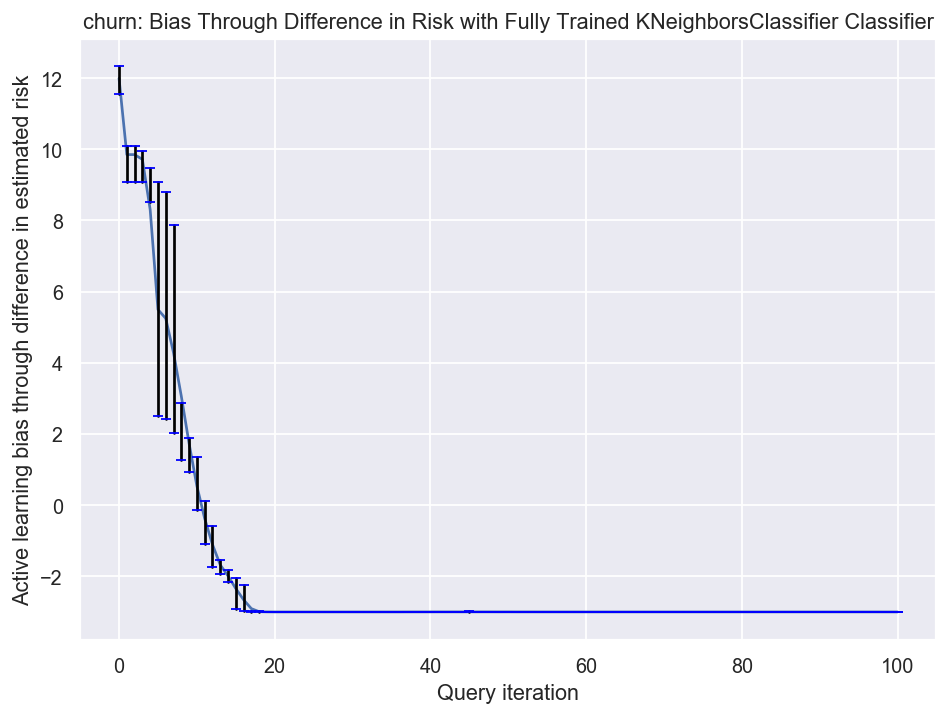 churn: Bias Through Difference in Risk with Fully Trained KNeighborsClassifier Classifier
Active learning bias through difference in estimated risk
12
10
8
6
4
2
0
−2
0 20 40 60 80 100
Query iteration